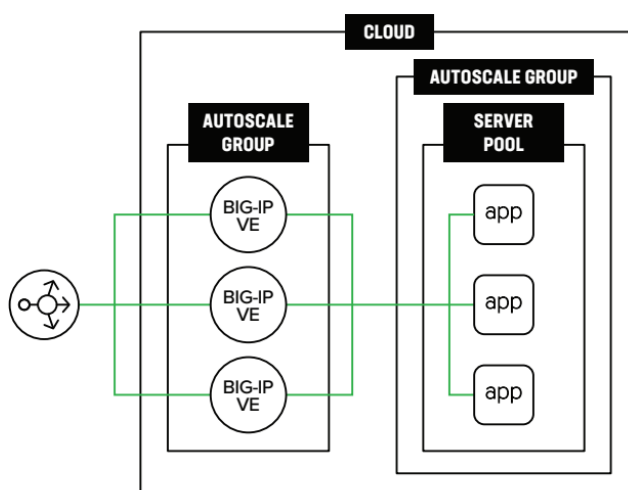 CLOUD
AUTOSCALE GROUP
AUTOSCALE
GROUP
SERVER
POOL
BIG-IP
VE
app
BIG-IP
VE
app
BIG-IP
VE
app